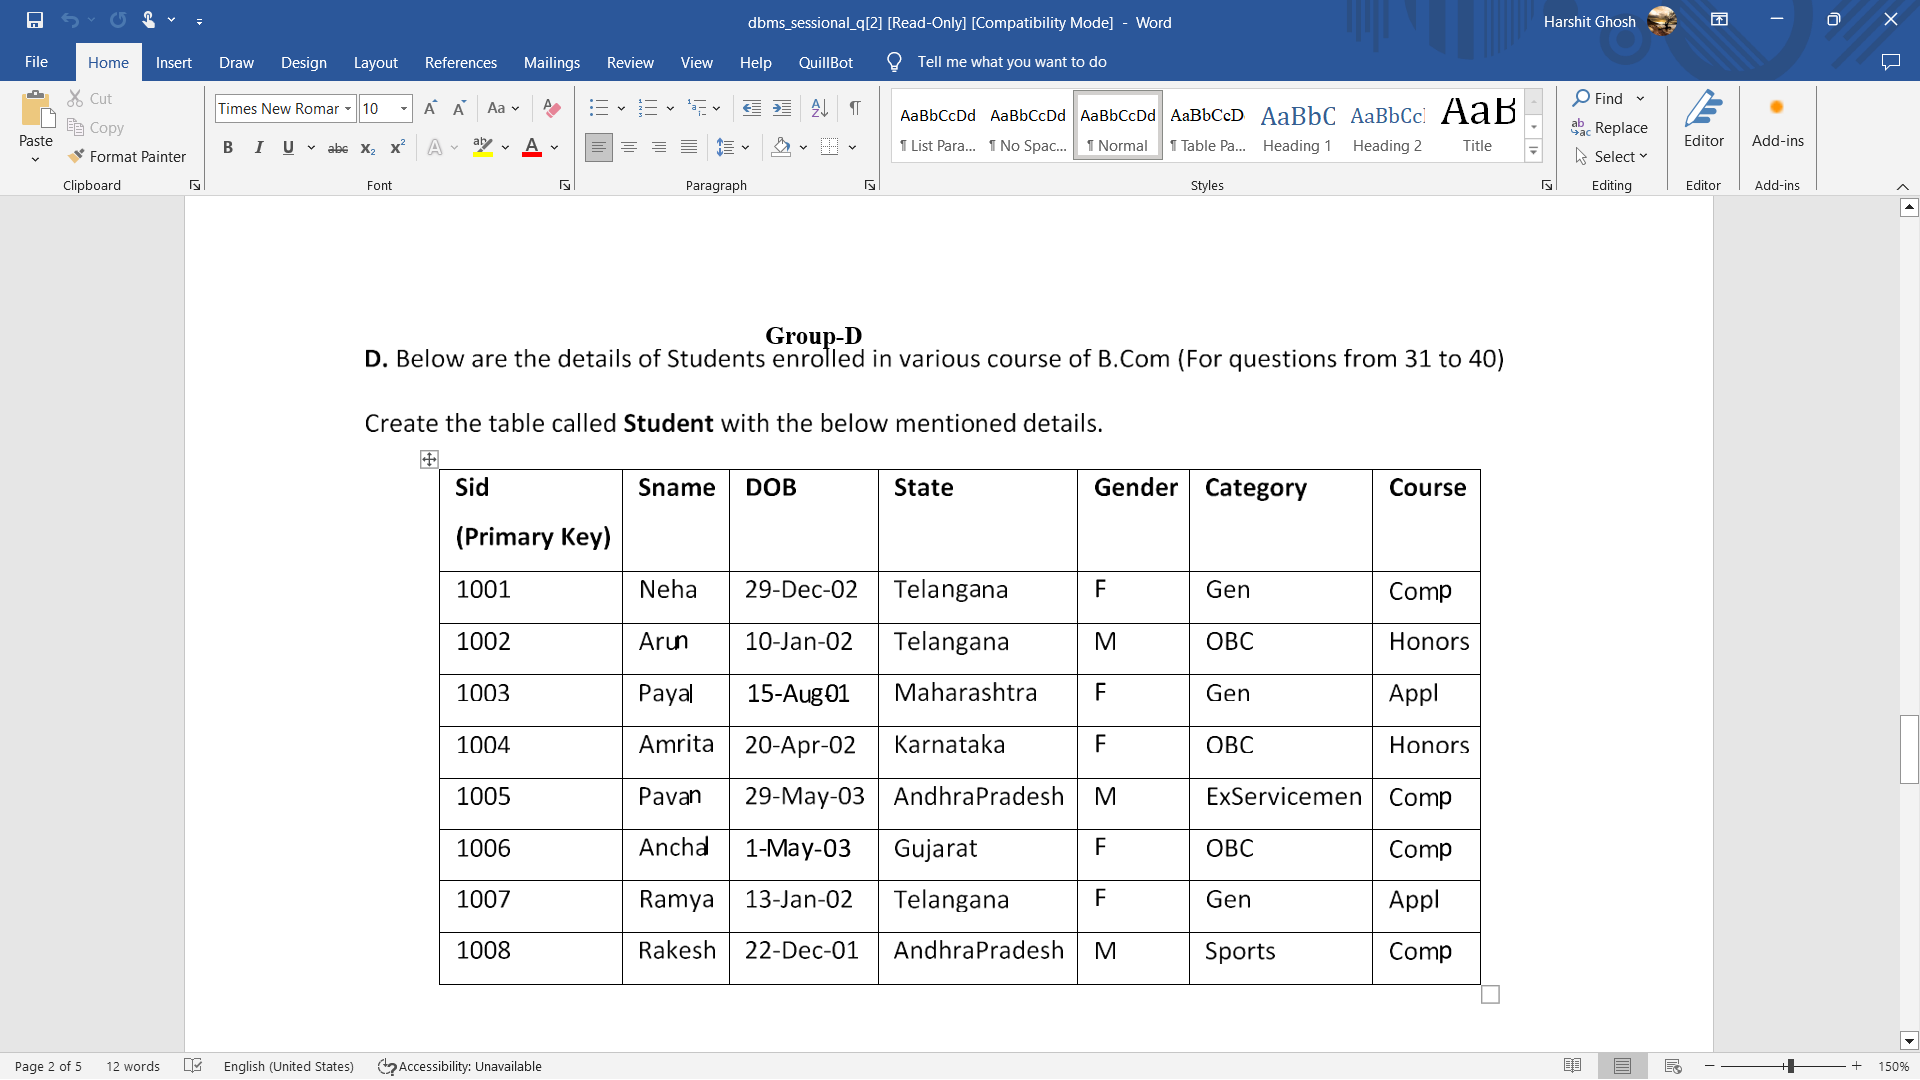 dbms_sessional_q[2] [Read-Only] [Compatibility Mode] - Word
Harshit Ghosh
File Home Insert Draw Design Layout References Mailings Review View Help QuillBot Tell me what you want to do
Paste
Cut
Copy
Format Painter
Clipboard
Times New Romar 10
Font
Paragraph
AaBbCcDd AaBbCcDd AaBbCcDd AaBbCcD AaBbC AaBbCc AaB
¶ List Para... ¶ No Spac... ¶ Normal ¶ Table Pa... Heading 1 Heading 2 Title
Styles
Find
Replace
Select
Editing
Editor
Editor
Add-ins
Add-ins
Group-D
D. Below are the details of Students enrolled in various course of B.Com (For questions from 31 to 40)
Create the table called Student with the below mentioned details.
Sid Sname DOB State Gender Category Course
(Primary Key)
1001 Neha 29-Dec-02 Telangana F Gen Comp
1002 Arun 10-Jan-02 Telangana M OBC Honors
1003 Payal 15-Aug-01 Maharashtra F Gen Appl
1004 Amrita 20-Apr-02 Karnataka F OBC Honors
1005 Pavan 29-May-03 AndhraPradesh M ExServicemen Comp
1006 Anchal 1-May-03 Gujarat F OBC Comp
1007 Ramya 13-Jan-02 Telangana F Gen Appl
1008 Rakesh 22-Dec-01 AndhraPradesh M Sports Comp
Page 2 of 5 12 words English (United States) Accessibility: Unavailable 150%